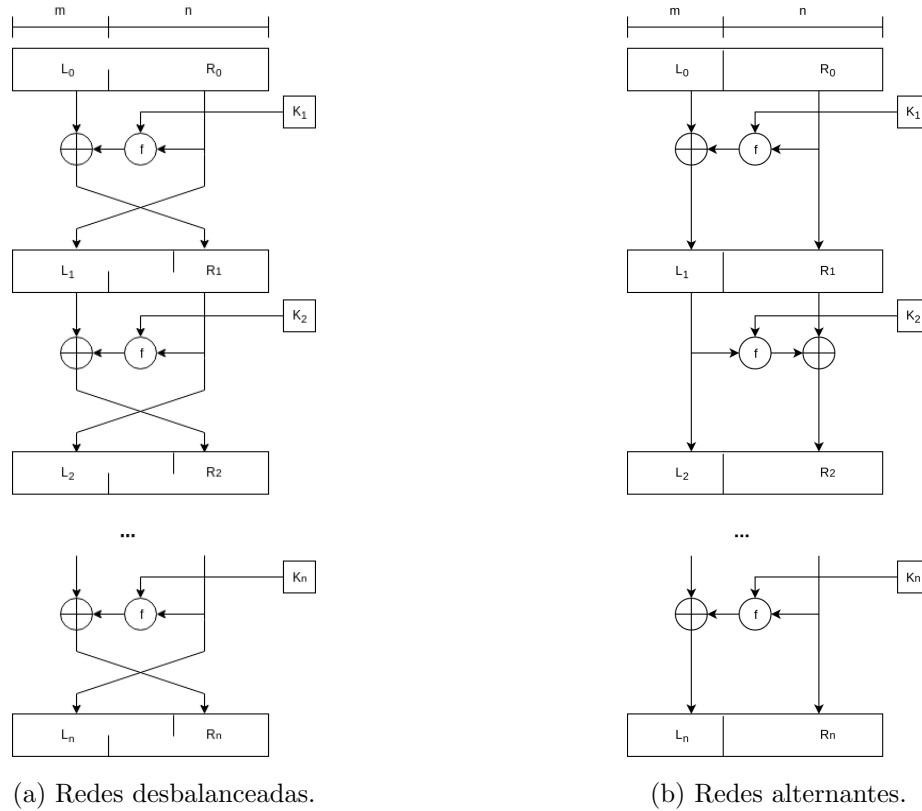 m n
L0 R0
K1
f
L1 R1
K2
f
L2 R2
...
Kn
f
Ln Rn
(a) Redes desbalanceadas.
m n
L0 R0
K1
f
L1 R1
K2
f
L2 R2
...
Kn
f
Ln Rn
(b) Redes alternantes.